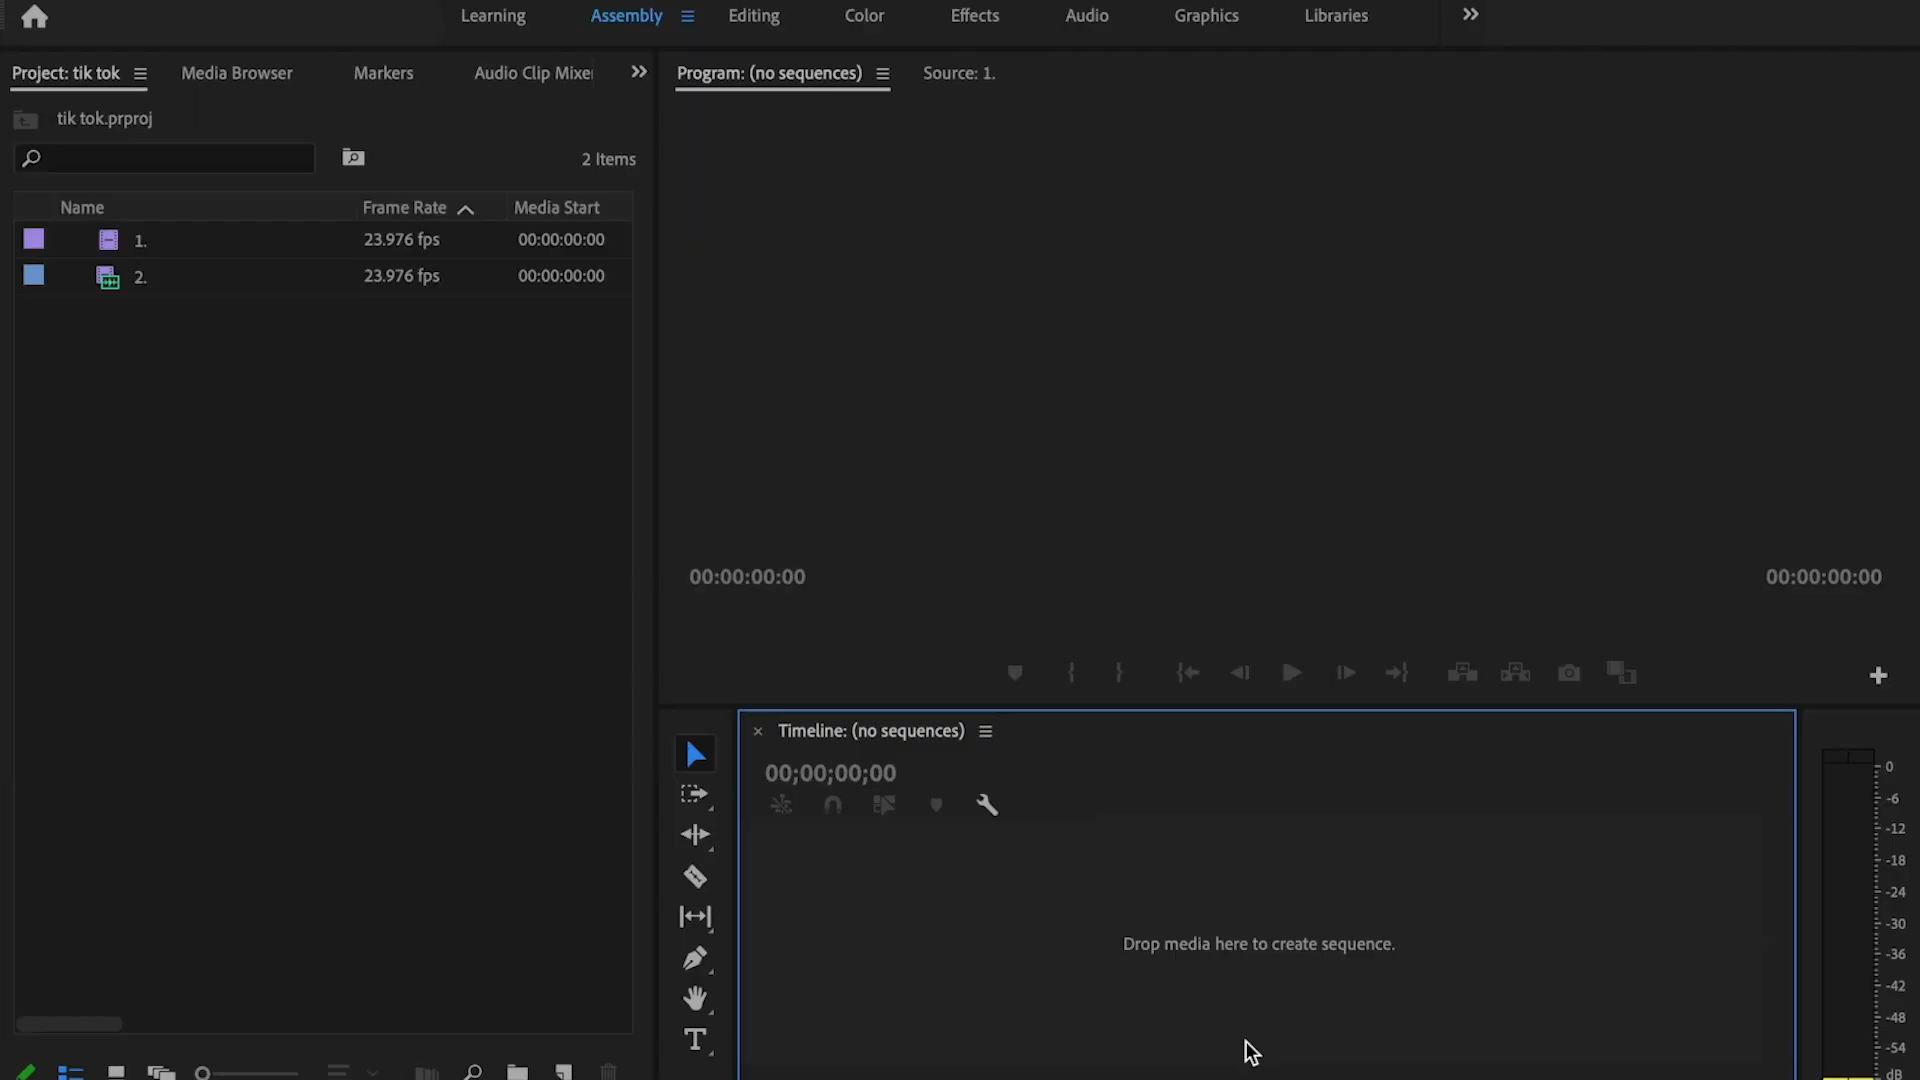 Learning Assembly Editing Color Effects Audio Graphics Libraries
Project: tik tok Media Browser Markers Audio Clip Mixe
Program: (no sequences) Source: 1.
tik tok.prproj
2 Items
Name Frame Rate Media Start
1. 23.976 fps 00:00:00:00
2. 23.976 fps 00:00:00:00
00:00:00:00 00:00:00:00
Timeline: (no sequences)
00;00;00;00
Drop media here to create sequence.
0
-6
-12
-18
-24
-30
-36
-42
-48
-54
dB